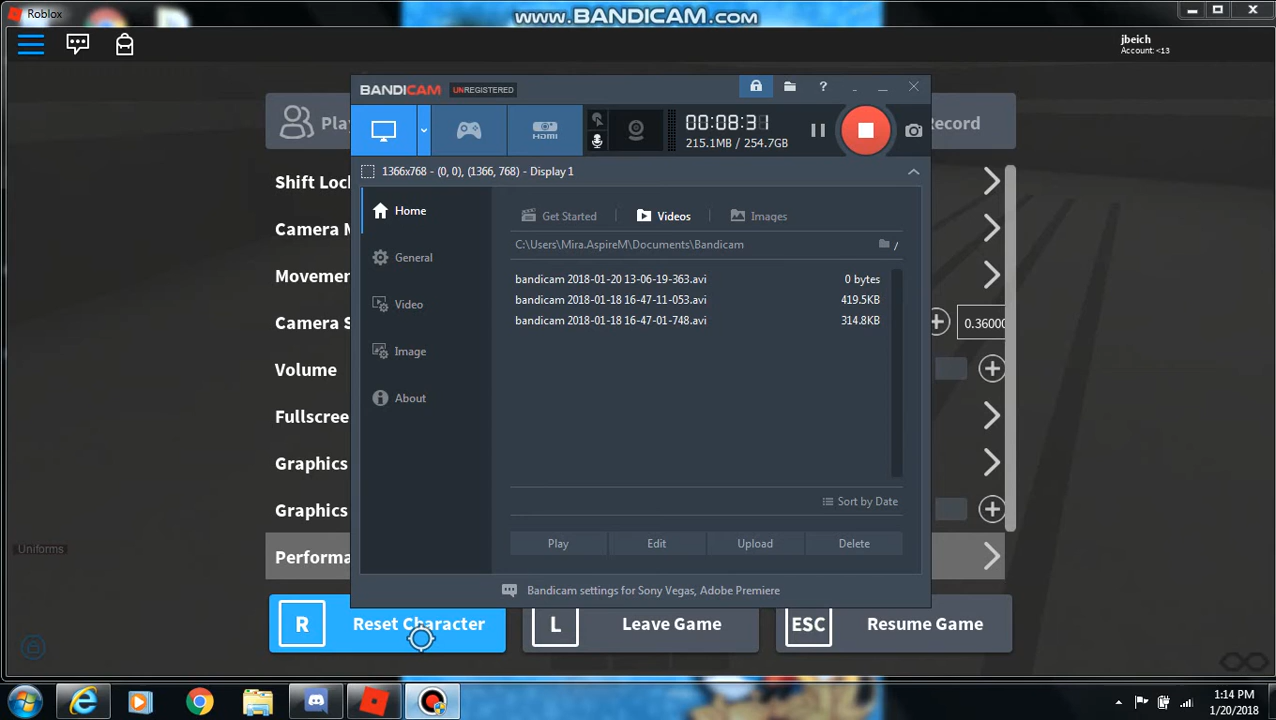 Roblox
www.BANDICAM.com
jbeich
Account: <13
BANDICAM UNREGISTERED
?
HDMI
00:08:31
215.1MB / 254.7GB
Record
1366x768 - (0, 0), (1366, 768) - Display 1
Shift Loc
Home
Get Started
Videos
Images
Camera M
C:\Users\Mira.AspireM\Documents\Bandicam
/
General
Movemen
bandicam 2018-01-20 13-06-19-363.avi 0 bytes
bandicam 2018-01-18 16-47-11-053.avi 419.5KB
Video
bandicam 2018-01-18 16-47-01-748.avi 314.8KB
Camera S
0.36000
Image
Volume
About
Fullscree
Graphics
Sort by Date
Graphics
Play
Edit
Upload
Delete
Uniforms
Performa
Bandicam settings for Sony Vegas, Adobe Premiere
R Reset Character
L Leave Game
ESC Resume Game
1:14 PM
1/20/2018